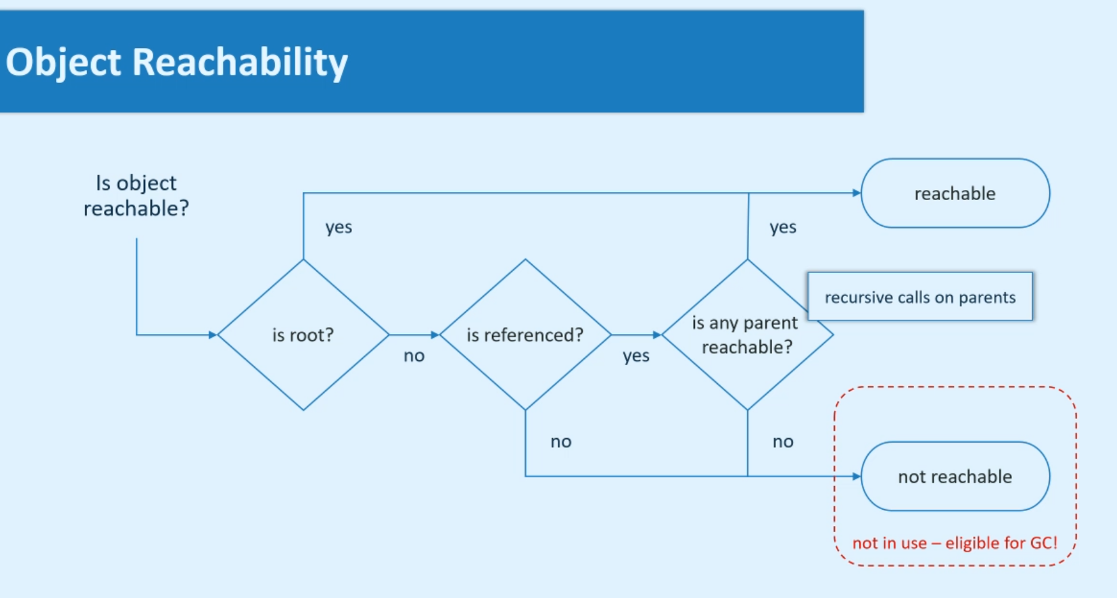 Object Reachability
Is object
reachable?
yes
yes
reachable
recursive calls on parents
is root?
no
is referenced?
yes
is any parent
reachable?
no
no
not reachable
not in use – eligible for GC!